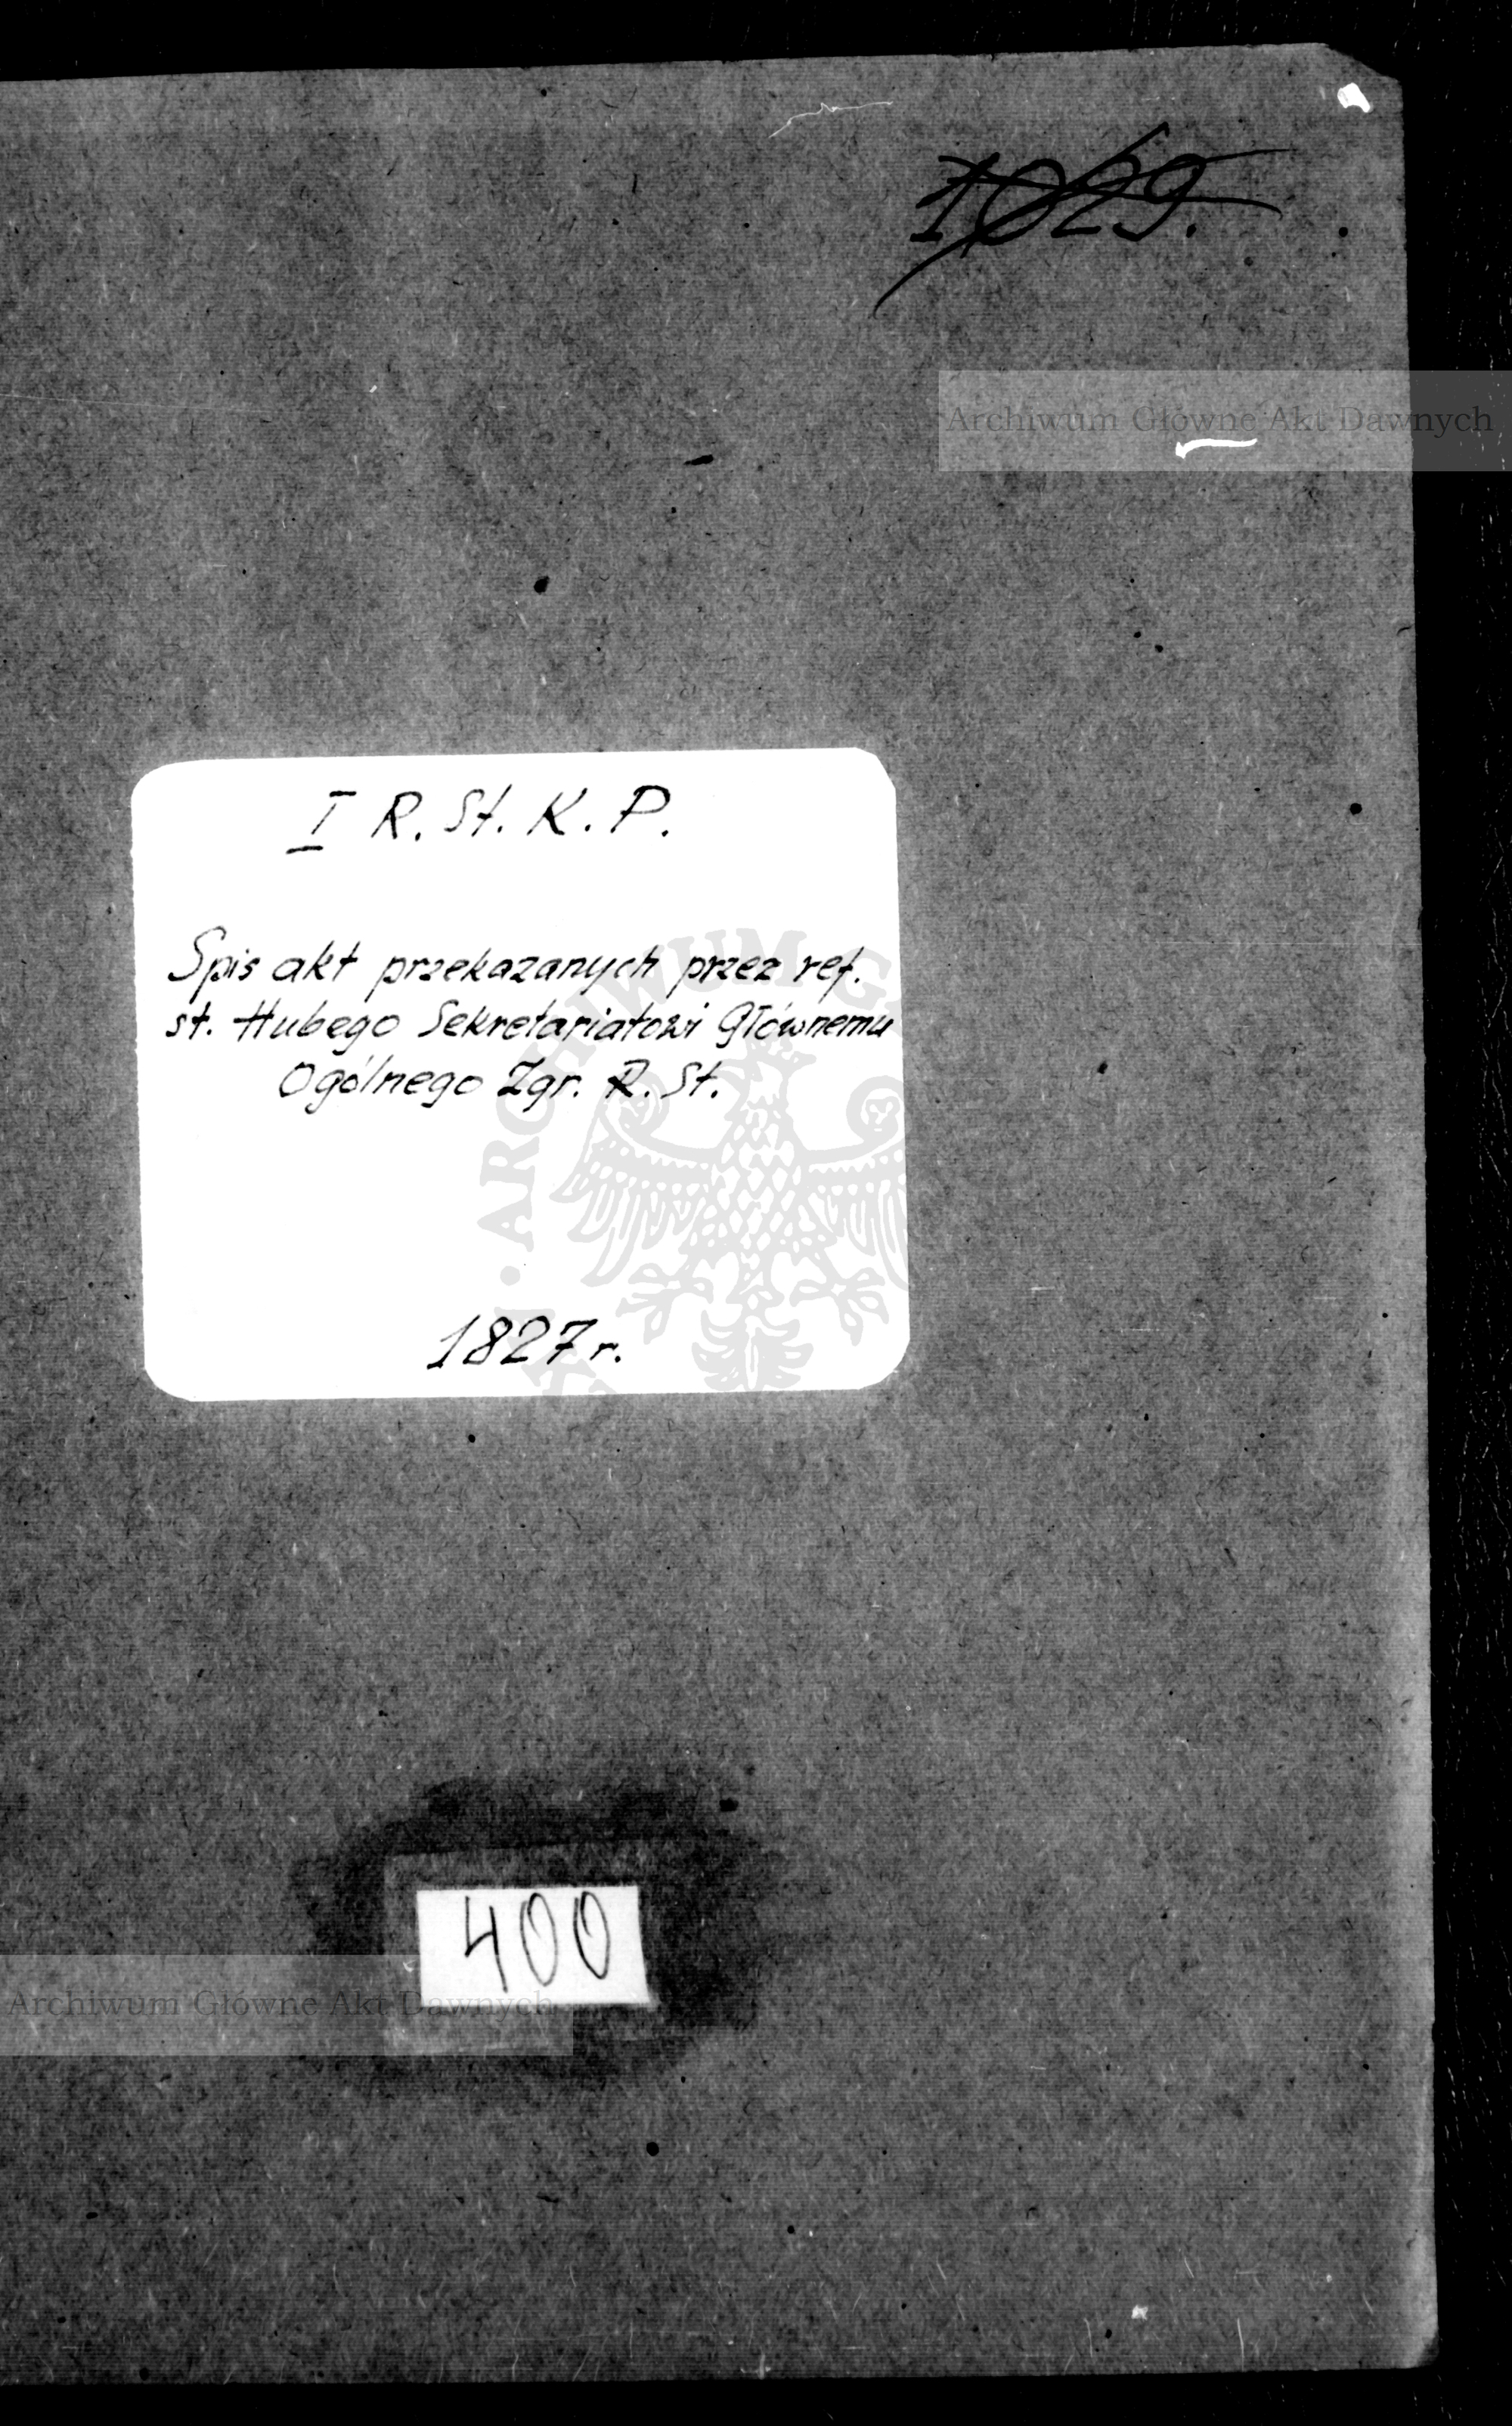 1029.
Archiwum Główne Akt Dawnych
I R. St. K. P.
Spis akt przekazanych przez ref.
st. Hubego Sekretariatowi Głównemu
Ogólnego Zgr. R. St.
ARCHIWUM G
1827 r.
400
Archiwum Główne Akt Dawnych